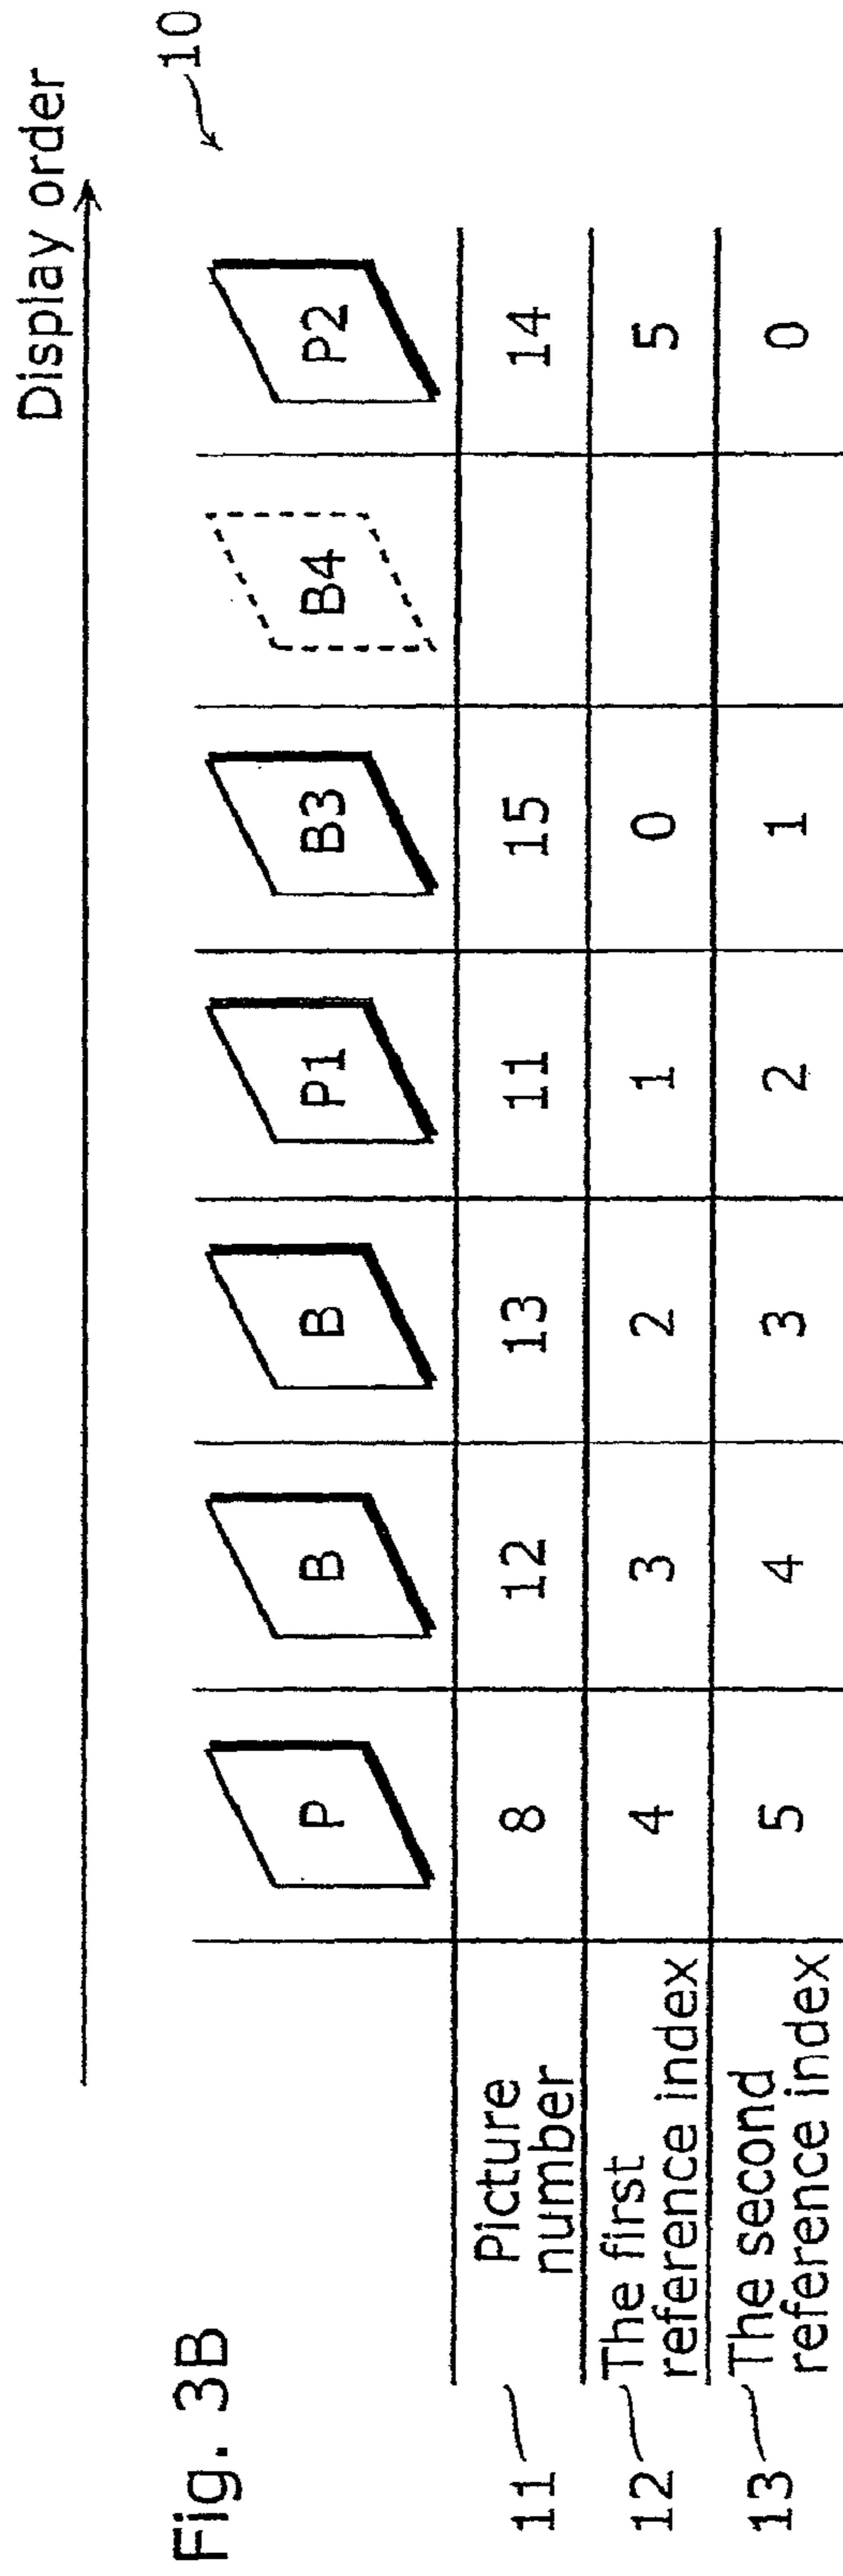 Fig. 3B
Display order
10
P B B P1 B3 B4 P2
11 Picture number 8 12 13 11 15 14
12 The first reference index 4 3 2 1 0 5
13 The second reference index 5 4 3 2 1 0